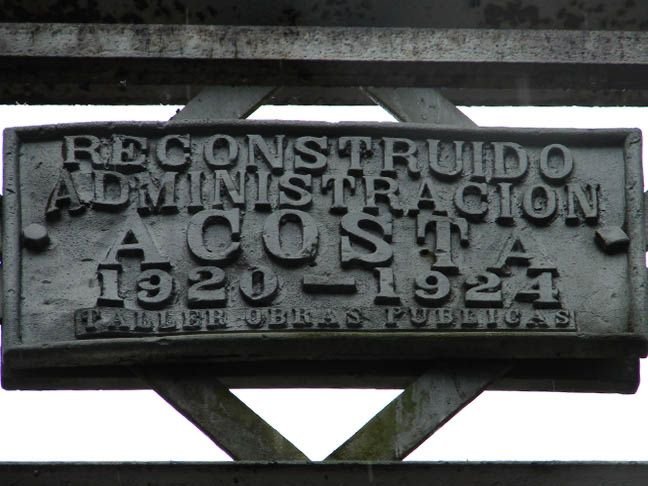 RECONSTRUIDO
ADMINISTRACION
ACOSTA
1920 — 1924
TALLER OBRAS PUBLICAS